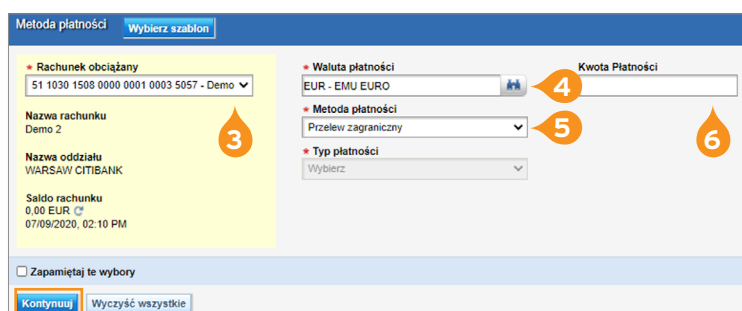 Metoda płatności Wybierz szablon
* Rachunek obciążany
51 1030 1508 0000 0001 0003 5057 - Demo
Nazwa rachunku
Demo 2
Nazwa oddziału
WARSAW CITIBANK
Saldo rachunku
0,00 EUR
07/09/2020, 02:10 PM
3
* Waluta płatności
EUR - EMU EURO
4
* Metoda płatności
Przelew zagraniczny
5
* Typ płatności
Wybierz
Kwota Płatności
6
Zapamiętaj te wybory
Kontynuuj Wyczyść wszystkie